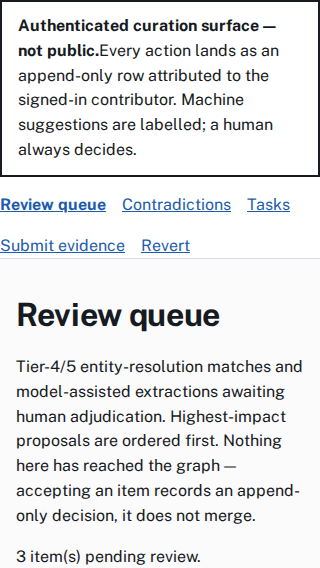 Authenticated curation surface —
not public.Every action lands as an
append-only row attributed to the
signed-in contributor. Machine
suggestions are labelled; a human
always decides.
Review queue Contradictions Tasks
Submit evidence Revert
Review queue
Tier-4/5 entity-resolution matches and
model-assisted extractions awaiting
human adjudication. Highest-impact
proposals are ordered first. Nothing
here has reached the graph —
accepting an item records an append-
only decision, it does not merge.
3 item(s) pending review.